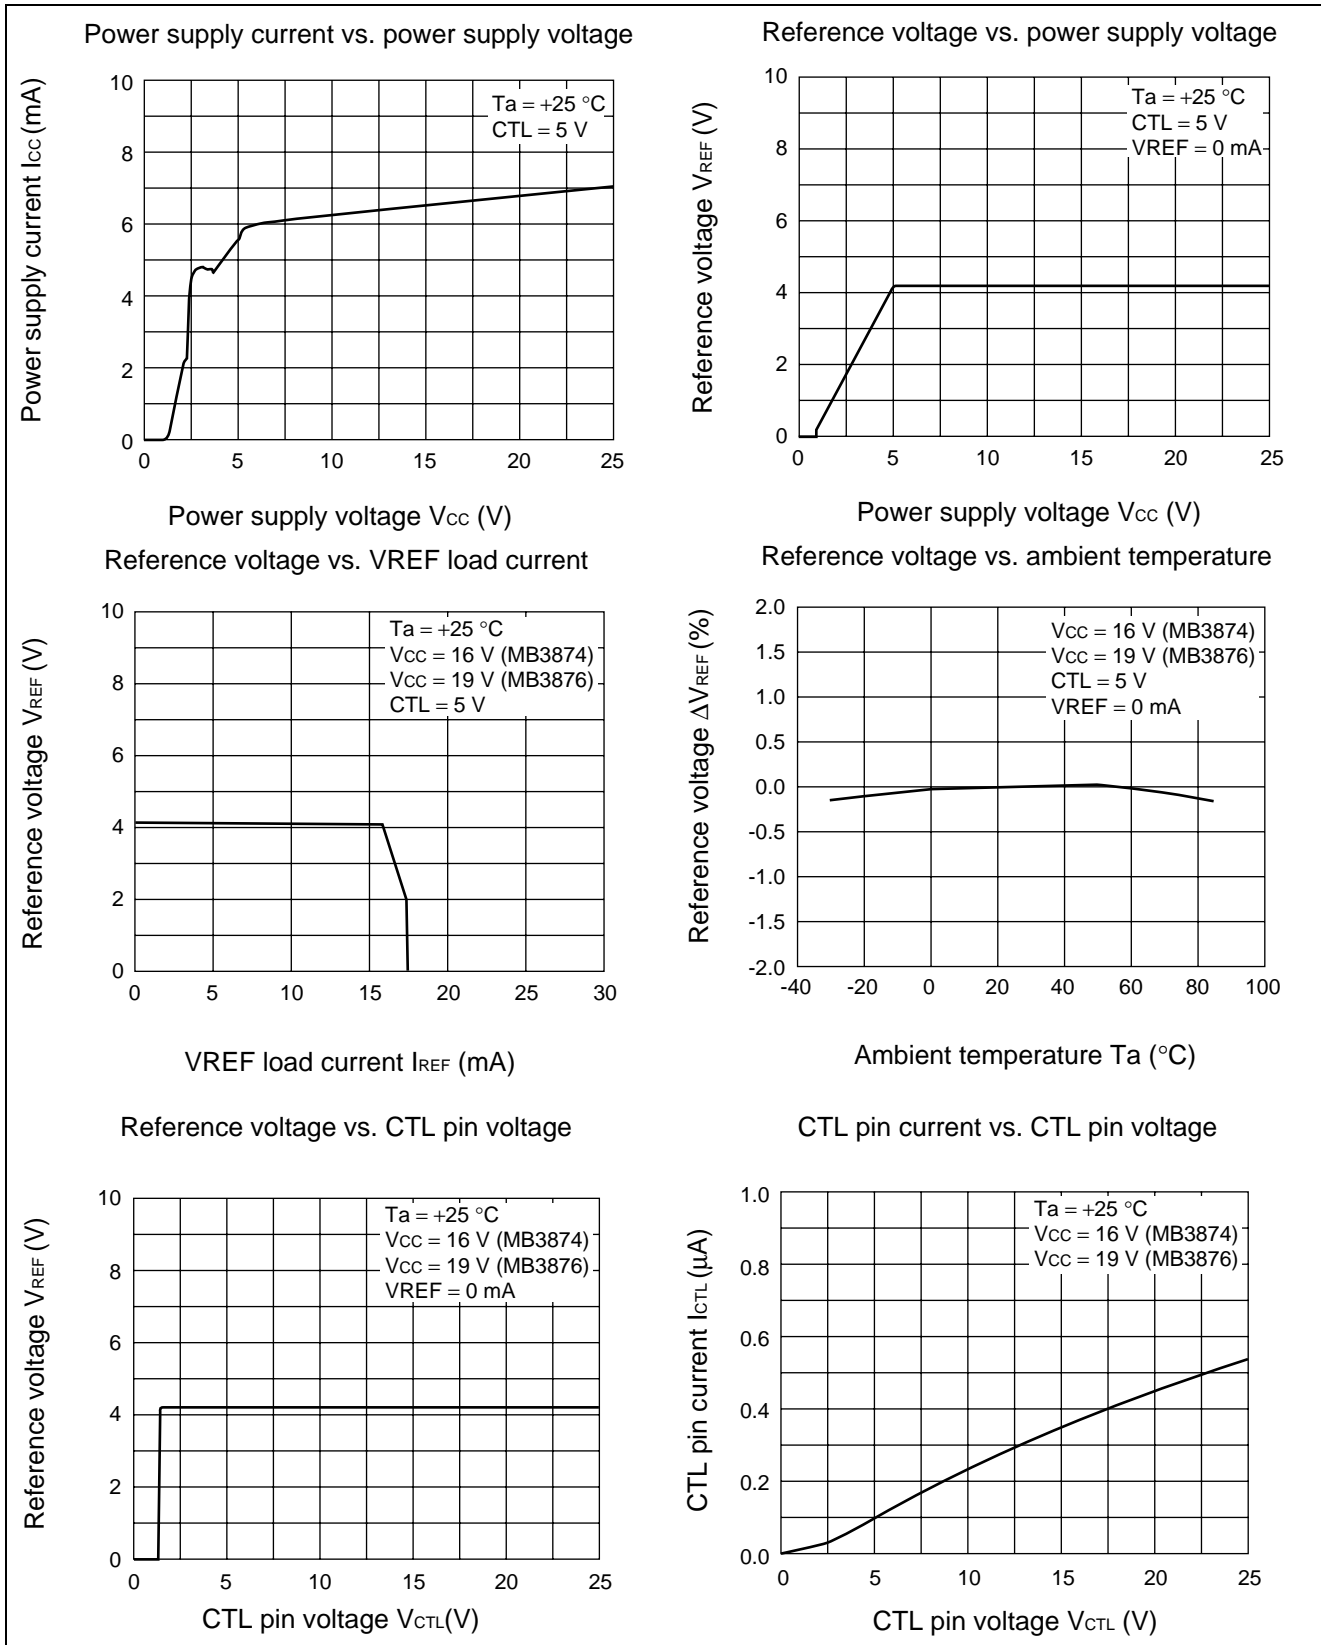 Power supply current vs. power supply voltage
Power supply current ICC (mA)
10
8
6
4
2
0
Ta = +25 °C
CTL = 5 V
0 5 10 15 20 25
Power supply voltage VCC (V)
Reference voltage vs. power supply voltage
Reference voltage VREF (V)
10
8
6
4
2
0
Ta = +25 °C
CTL = 5 V
VREF = 0 mA
0 5 10 15 20 25
Power supply voltage VCC (V)
Reference voltage vs. VREF load current
Reference voltage VREF (V)
10
8
6
4
2
0
Ta = +25 °C
VCC = 16 V (MB3874)
VCC = 19 V (MB3876)
CTL = 5 V
0 5 10 15 20 25 30
VREF load current IREF (mA)
Reference voltage vs. ambient temperature
Reference voltage ΔVREF (%)
2.0
1.5
1.0
0.5
0.0
-0.5
-1.0
-1.5
-2.0
VCC = 16 V (MB3874)
VCC = 19 V (MB3876)
CTL = 5 V
VREF = 0 mA
-40 -20 0 20 40 60 80 100
Ambient temperature Ta (°C)
Reference voltage vs. CTL pin voltage
Reference voltage VREF (V)
10
8
6
4
2
0
Ta = +25 °C
VCC = 16 V (MB3874)
VCC = 19 V (MB3876)
VREF = 0 mA
0 5 10 15 20 25
CTL pin voltage VCTL(V)
CTL pin current vs. CTL pin voltage
CTL pin current ICTL (µA)
1.0
0.8
0.6
0.4
0.2
0.0
Ta = +25 °C
VCC = 16 V (MB3874)
VCC = 19 V (MB3876)
0 5 10 15 20 25
CTL pin voltage VCTL (V)